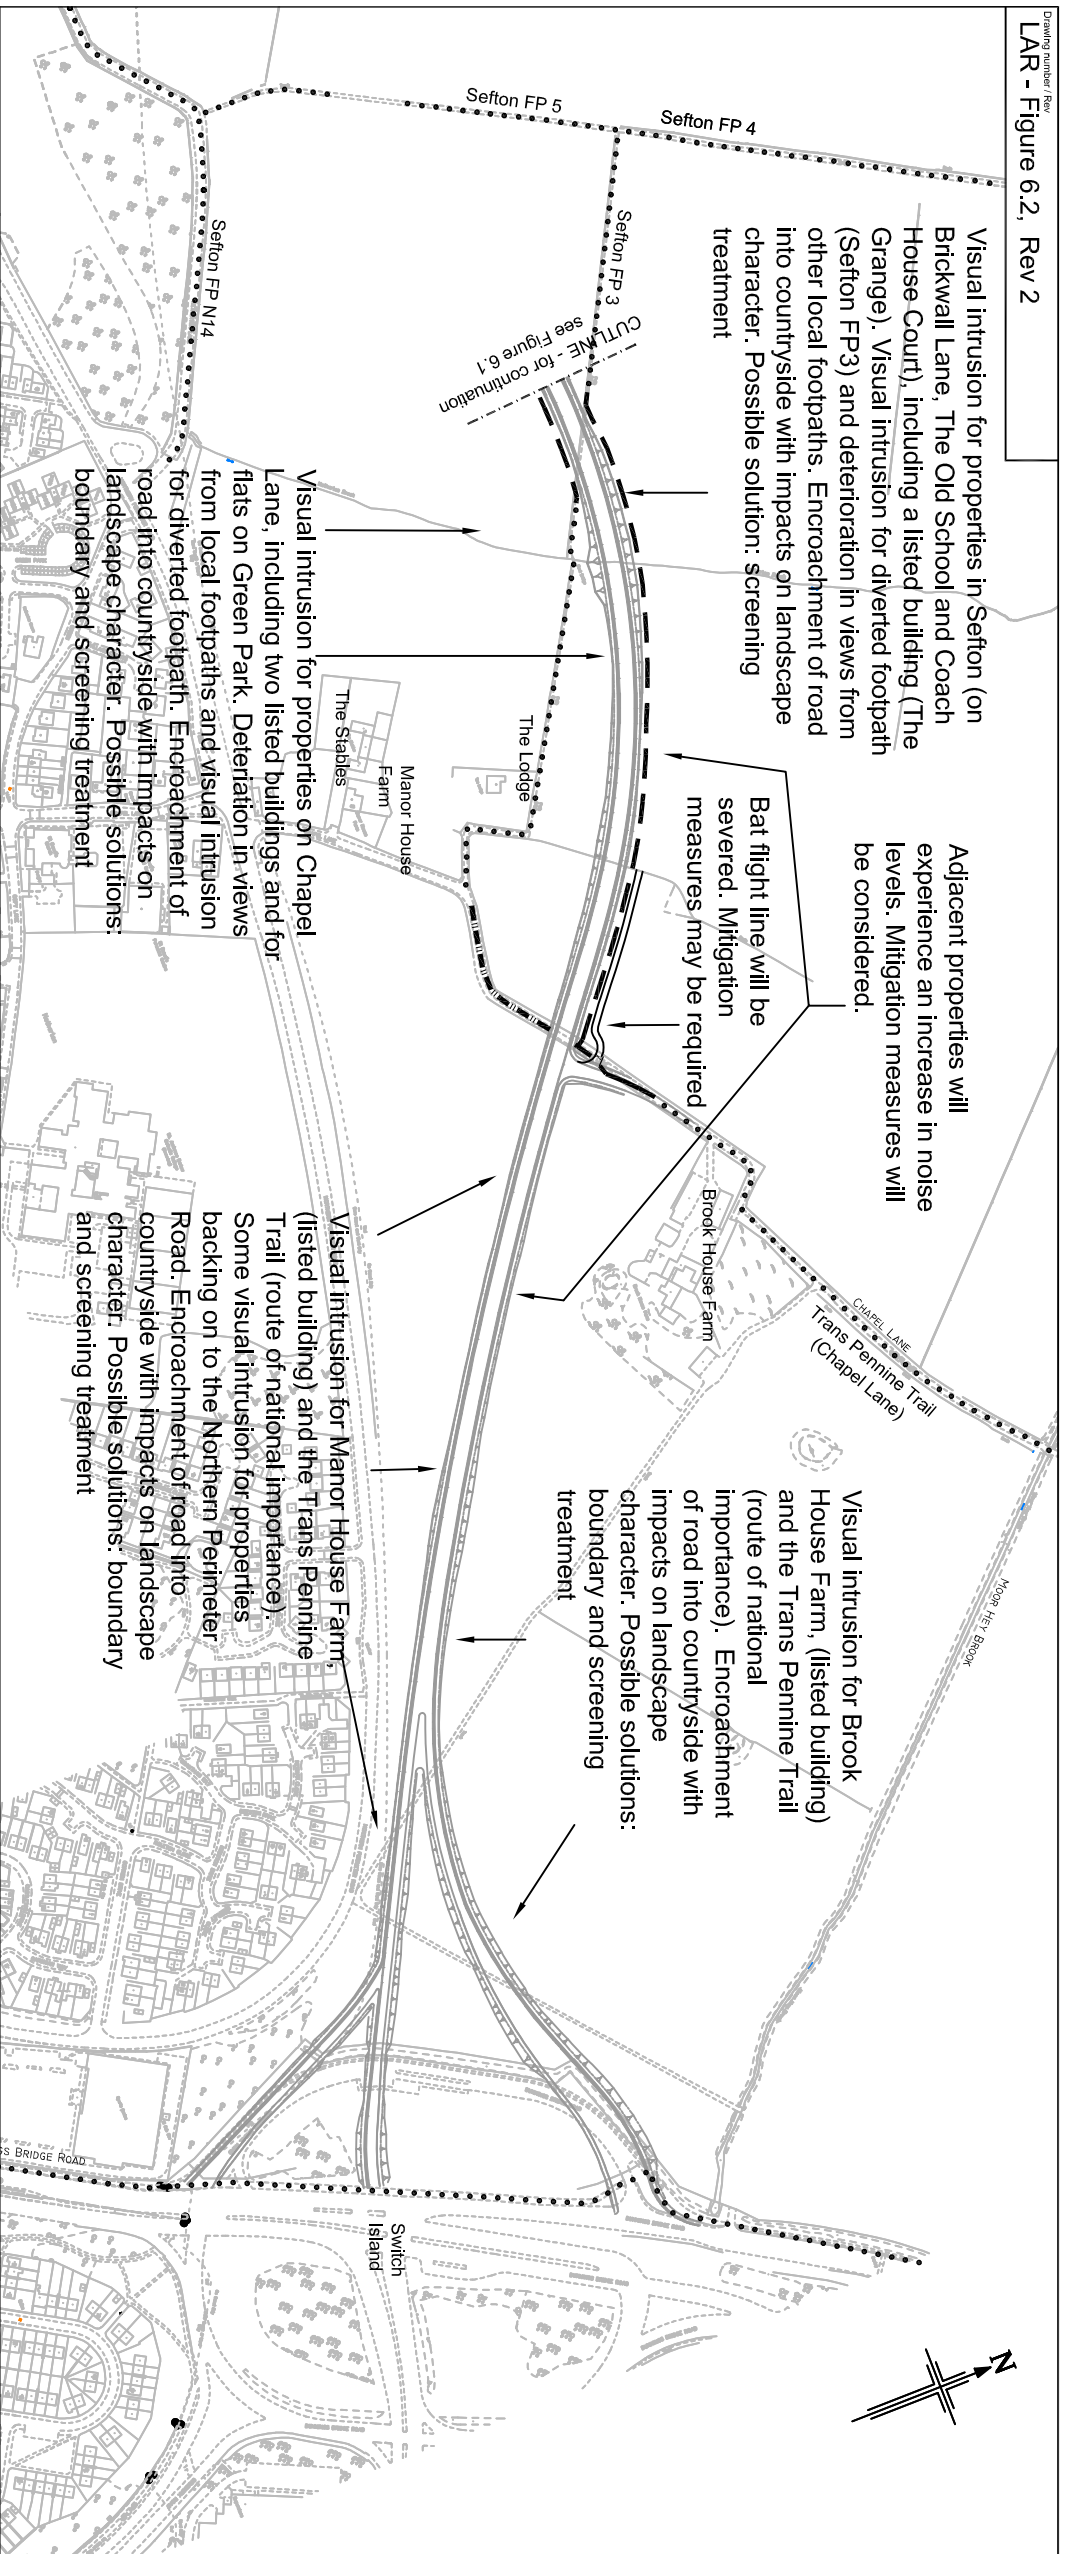 Drawing number / Rev
LAR - Figure 6.2, Rev 2
Sefton FP 5
Sefton FP 4
Sefton FP 3
Sefton FP N14
CUTLINE - for continuation
see Figure 6.1
Visual intrusion for properties in Sefton (on
Brickwall Lane, The Old School and Coach
House Court), including a listed building (The
Grange). Visual intrusion for diverted footpath
(Sefton FP3) and deterioration in views from
other local footpaths. Encroachment of road
into countryside with impacts on landscape
character. Possible solution: screening
treatment
Visual intrusion for properties on Chapel
Lane, including two listed buildings and for
flats on Green Park. Deteriation in views
from local footpaths and visual intrusion
for diverted footpath. Encroachment of
road into countryside with impacts on
landscape character. Possible solutions:
boundary and screening treatment
The Lodge
The Stables
Manor House
Farm
Adjacent properties will
experience an increase in noise
levels. Mitigation measures will
be considered.
Bat flight line will be
severed. Mitigation
measures may be required
Brook House Farm
CHAPEL LANE
Trans Pennine Trail
(Chapel Lane)
Visual intrusion for Manor House Farm,
(listed building) and the Trans Pennine
Trail (route of national importance).
Some visual intrusion for properties
backing on to the Northern Perimeter
Road. Encroachment of road into
countryside with impacts on landscape
character. Possible solutions: boundary
and screening treatment
Visual intrusion for Brook
House Farm, (listed building)
and the Trans Pennine Trail
(route of national
importance). Encroachment
of road into countryside with
impacts on landscape
character. Possible solutions:
boundary and screening
treatment
MOOR HEY BROOK
SS BRIDGE ROAD
Switch
Island
N